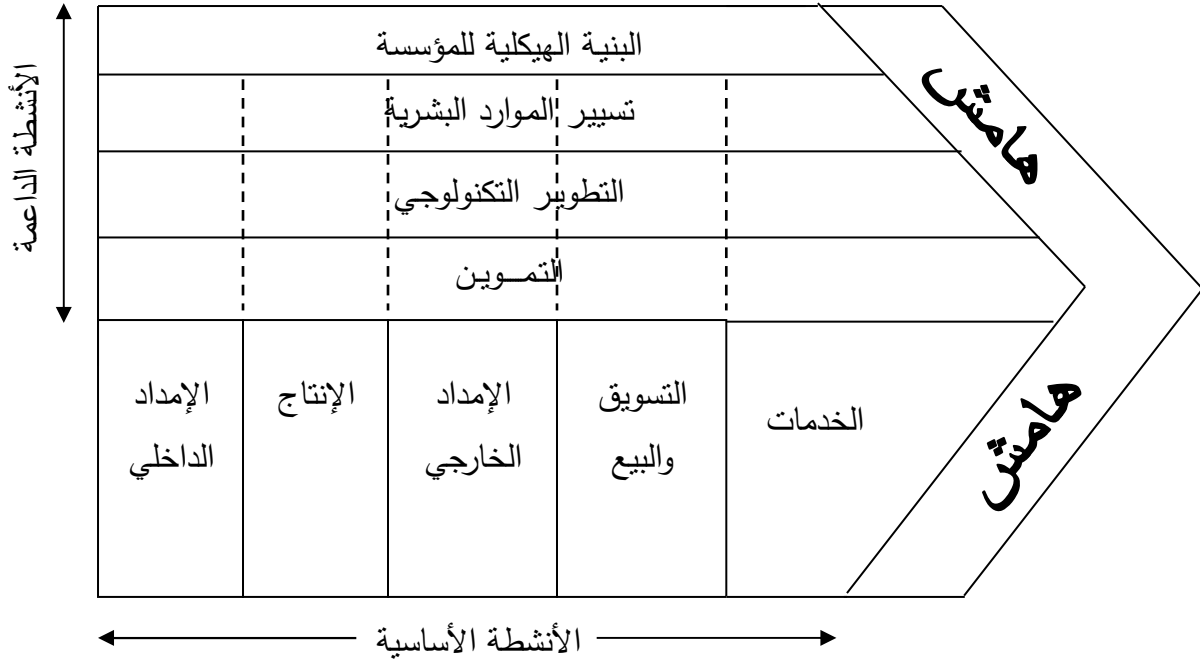 البنية الهيكلية للمؤسسة
تسيير الموارد البشرية
التطوير التكنولوجي
التمــوين
الأنشطة الداعمة
هامش
هامش
الإمداد
الداخلي
الإنتاج
الإمداد
الخارجي
التسويق
والبيع
الخدمات
الأنشطة الأساسية